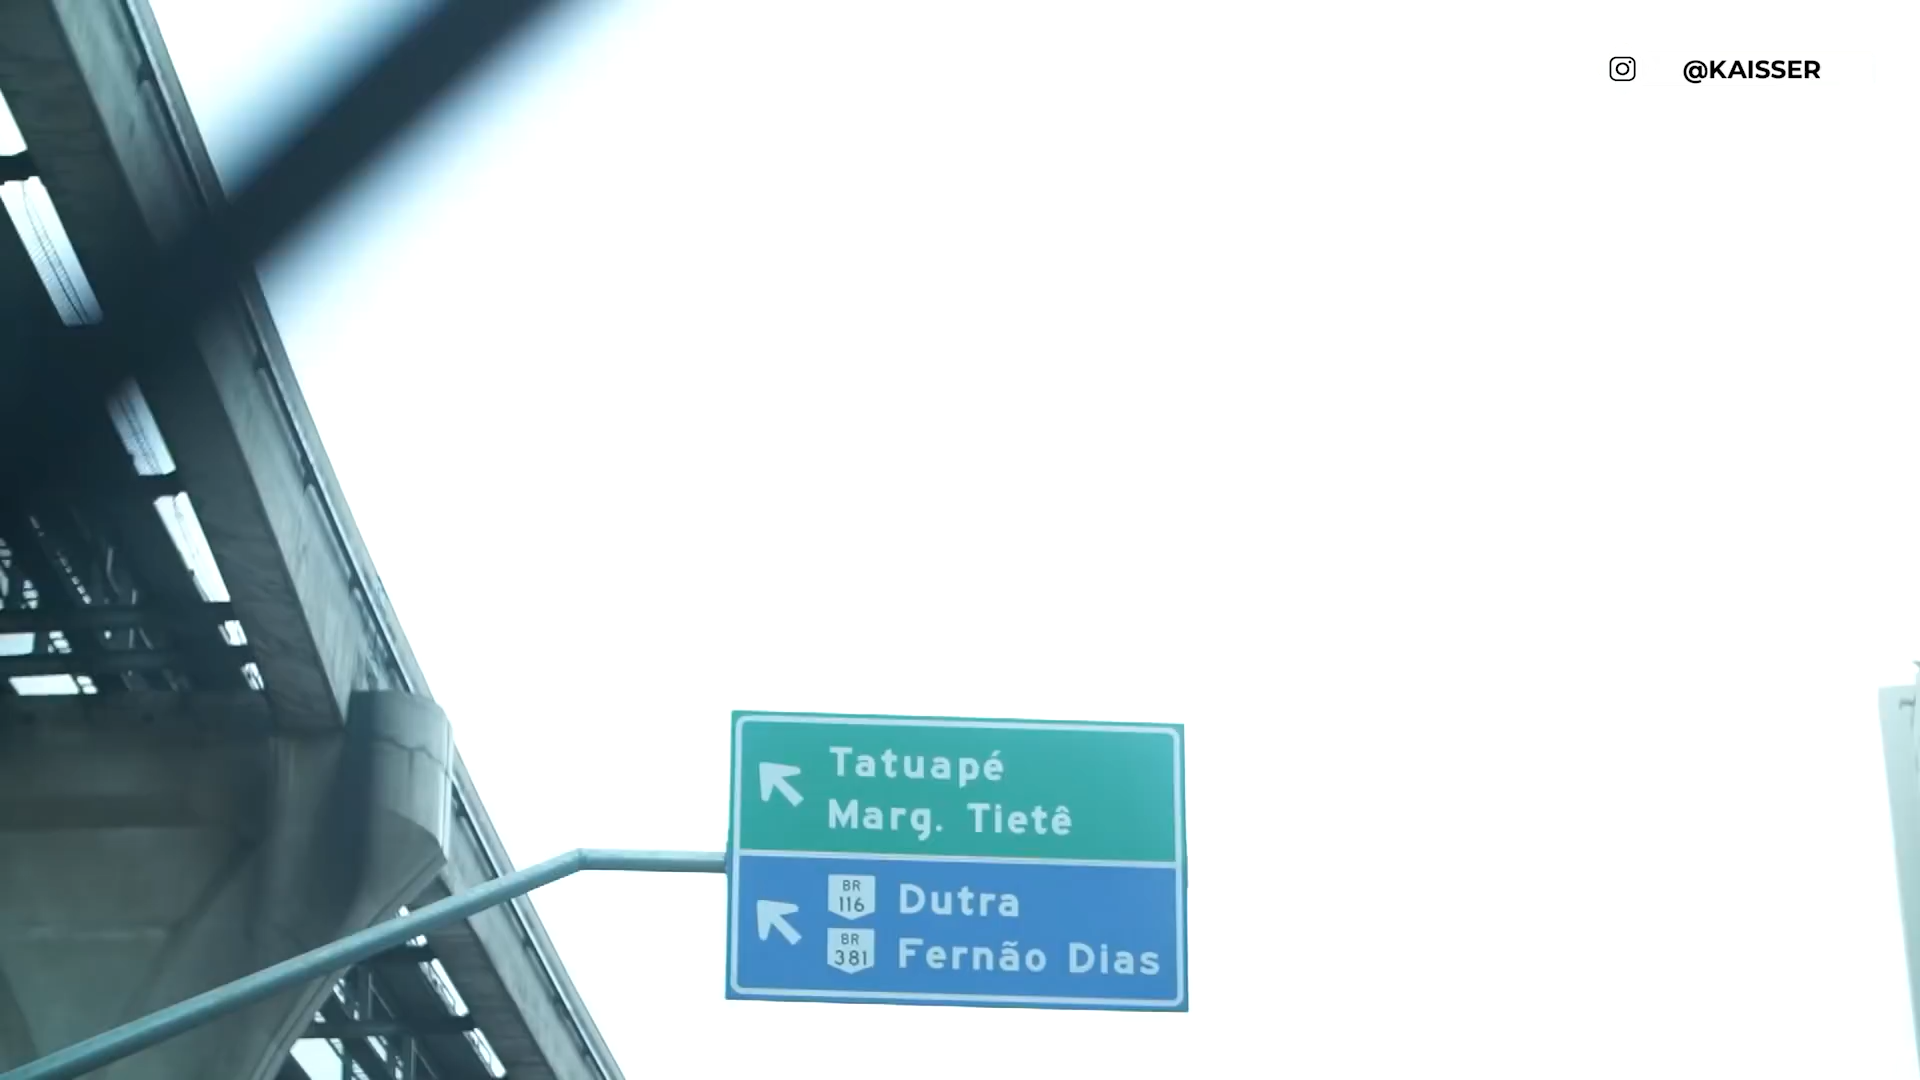 @KAISSER
Tatuapé
Marg. Tietê
BR
116
Dutra
BR
381
Fernão Dias